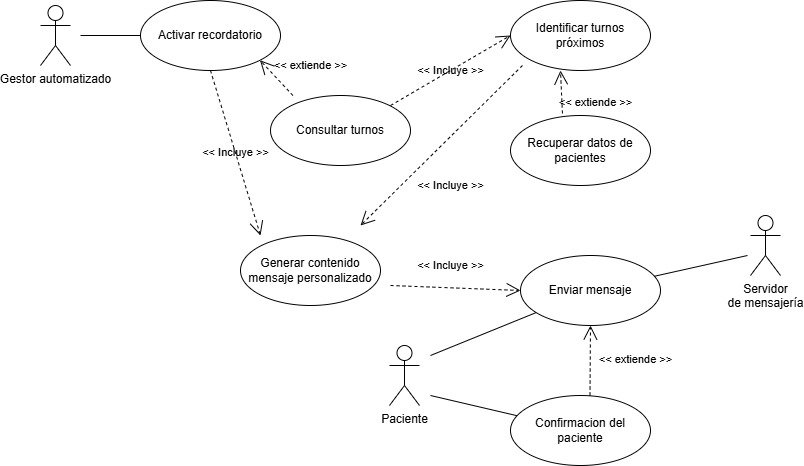 Activar recordatorio
Identificar turnos
próximos
Gestor automatizado
<< extiende >>
<< Incluye >>
Consultar turnos
<< extiende >>
Recuperar datos de
pacientes
<< Incluye >>
<< Incluye >>
Generar contenido
mensaje personalizado
<< Incluye >>
Enviar mensaje
Servidor
de mensajería
<< extiende >>
Paciente
Confirmacion del
paciente